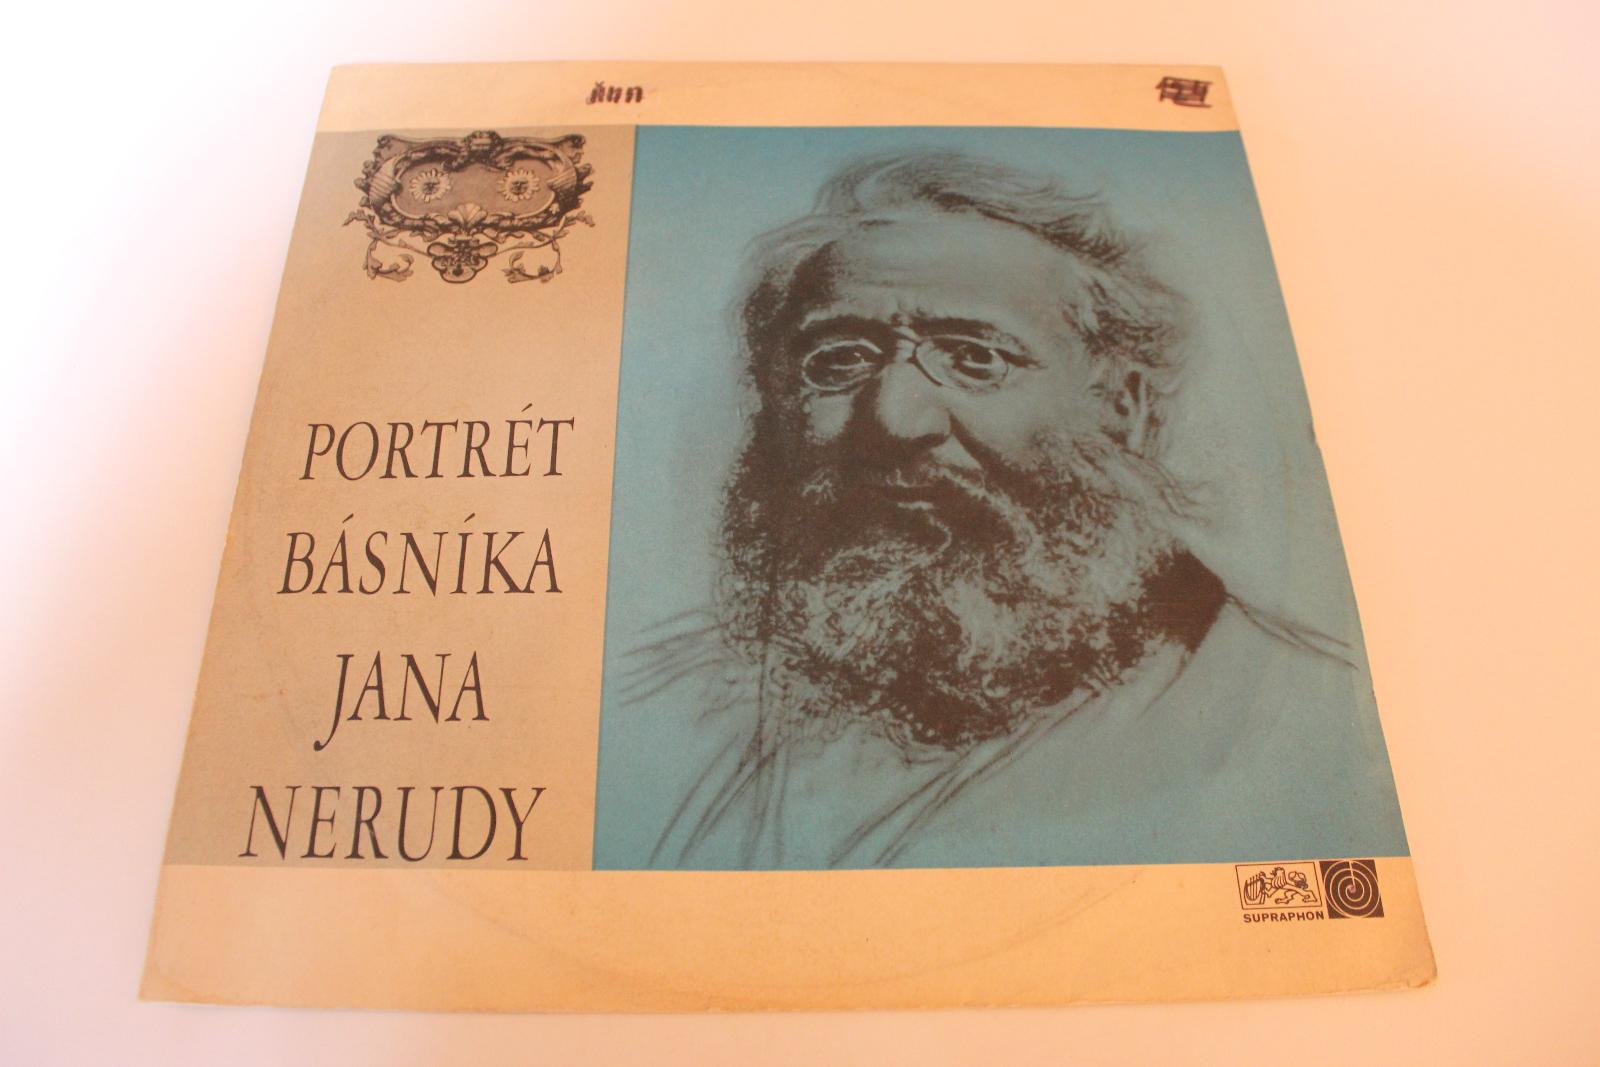 PORTRÉT
BÁSNÍKA
JANA
NERUDY
SUPRAPHON